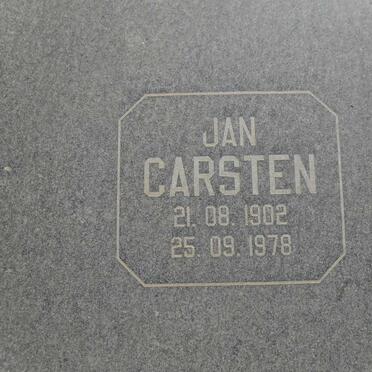 JAN
CARSTEN
21. 08. 1902
25. 09. 1978